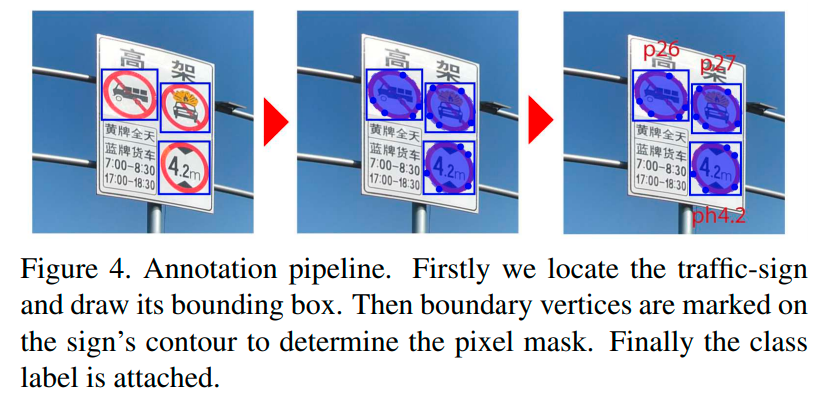 高架
黄牌全天
蓝牌货车
7:00-8:30
17:00-18:30
4.2m
高架
黄牌全天
蓝牌货车
7:00-8:30
17:00-18:30
4.2m
p26
p27
高架
黄牌全天
蓝牌货车
7:00-8:30
17:00-18:30
4.2m
ph4.2
Figure 4. Annotation pipeline. Firstly we locate the traffic-sign
and draw its bounding box. Then boundary vertices are marked on
the sign's contour to determine the pixel mask. Finally the class
label is attached.